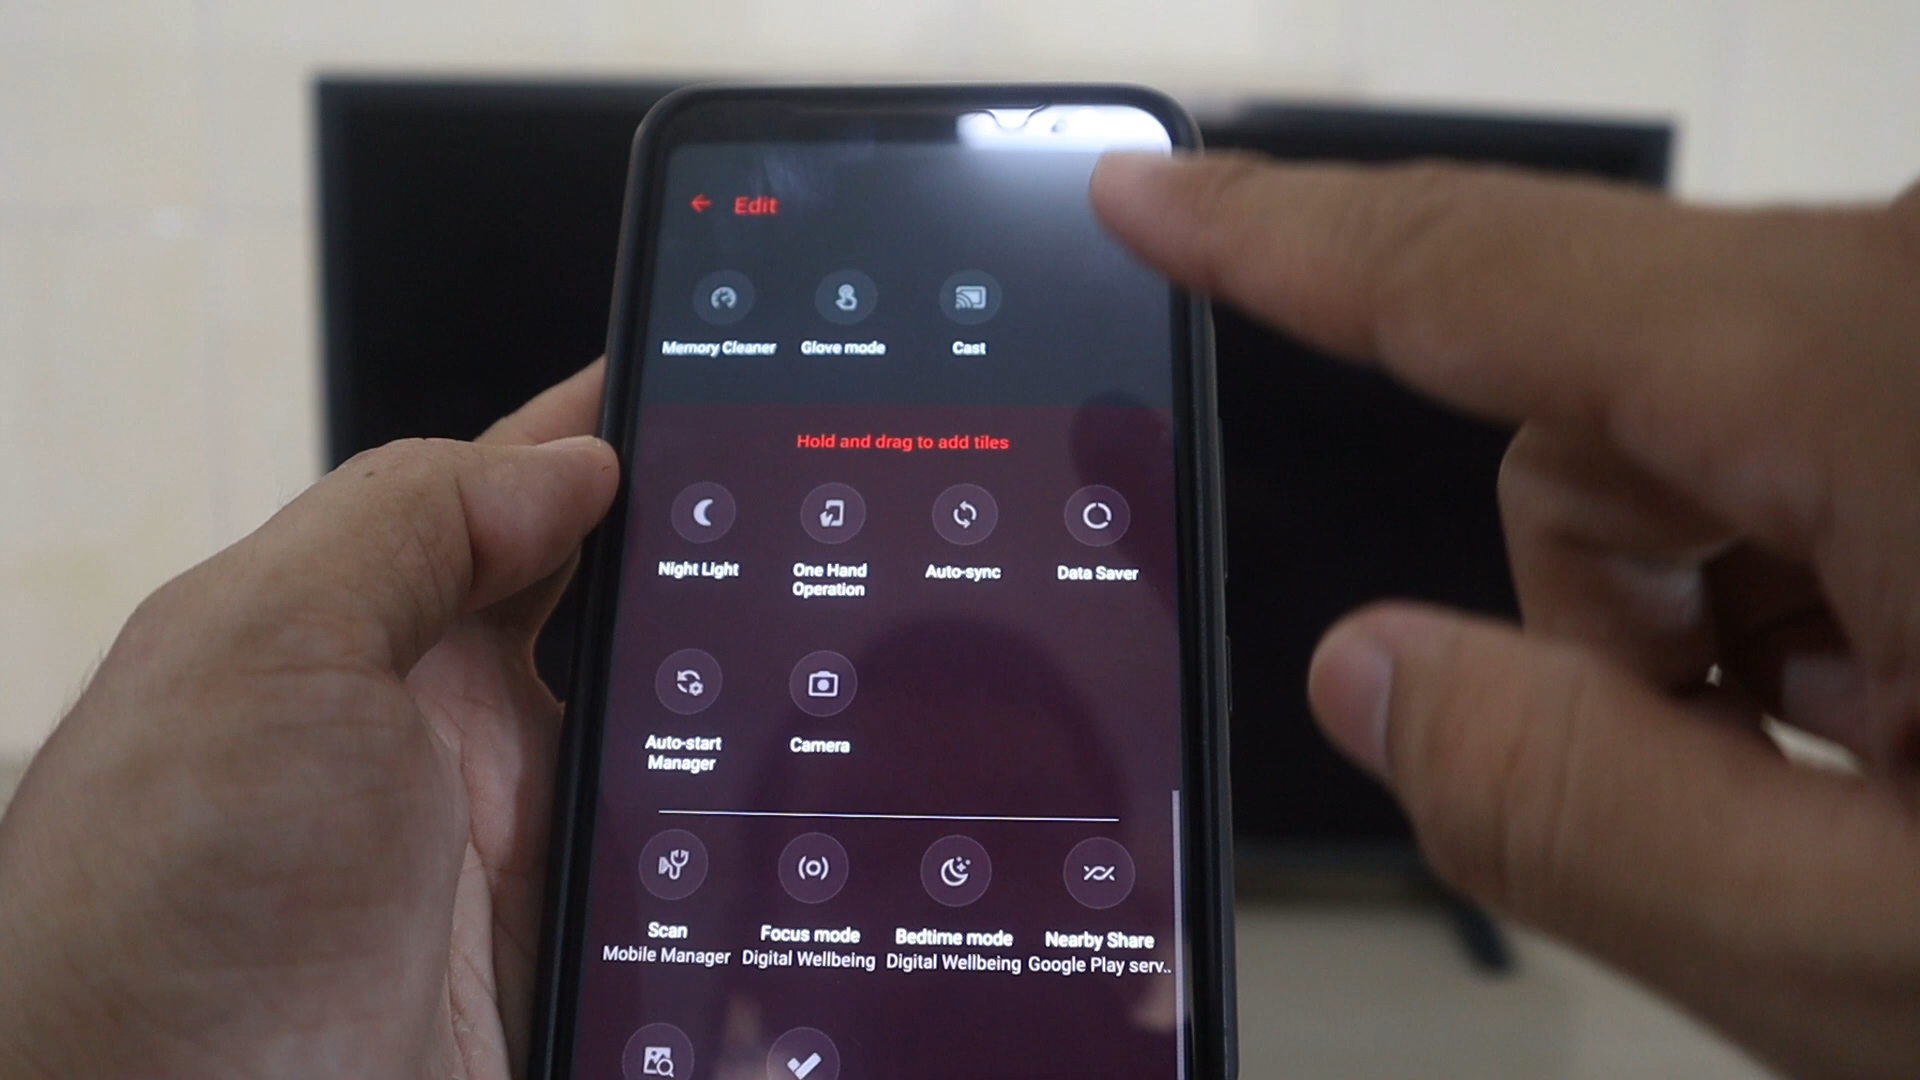 Edit
Memory Cleaner Glove mode Cast
Hold and drag to add tiles
Night Light One Hand Operation Auto-sync Data Saver
Auto-start Manager Camera
Scan Focus mode Bedtime mode Nearby Share
Mobile Manager Digital Wellbeing Digital Wellbeing Google Play serv..